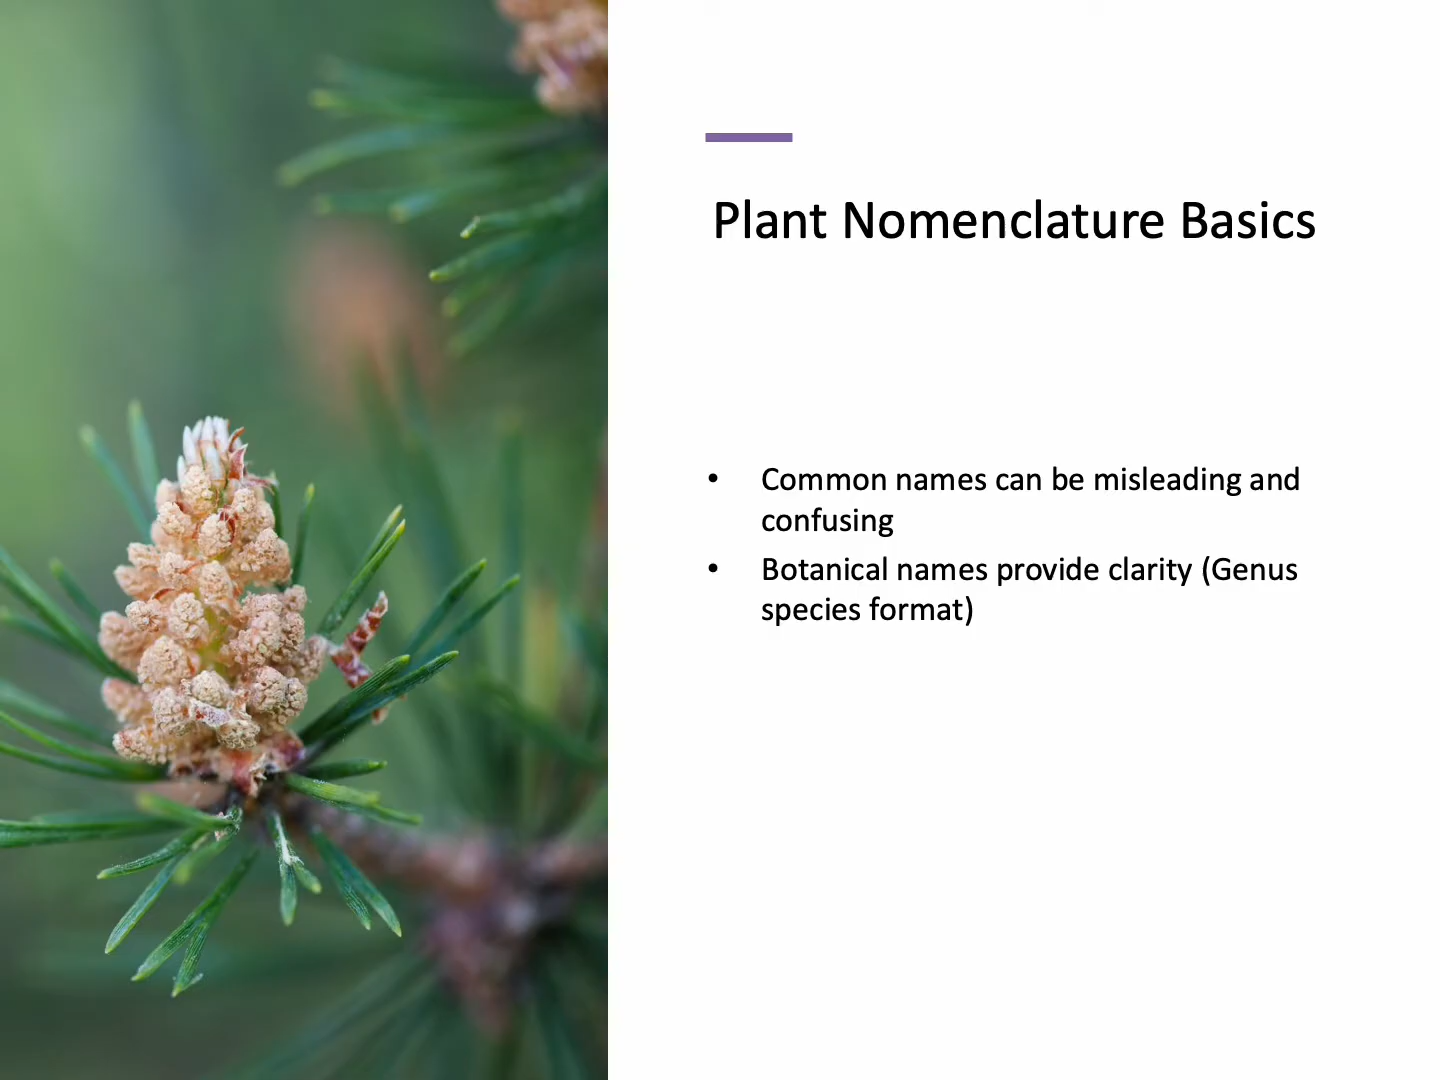 Plant Nomenclature Basics
• Common names can be misleading and
confusing
• Botanical names provide clarity (Genus
species format)